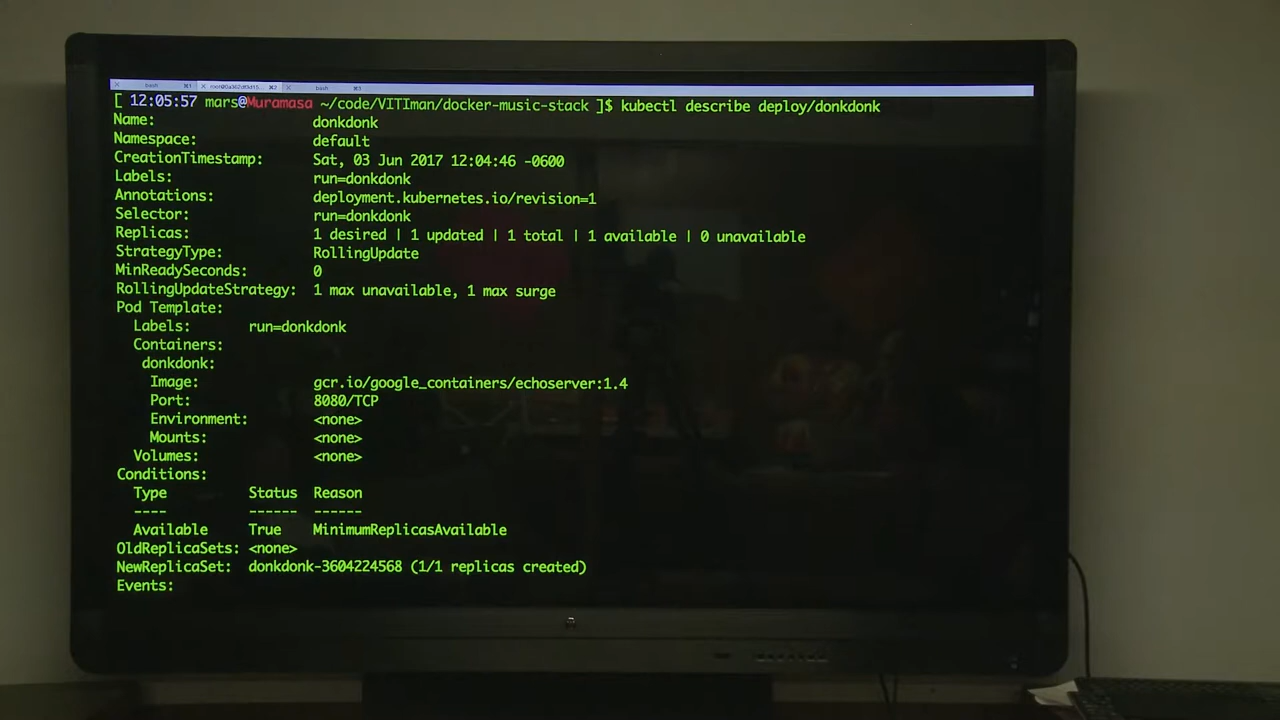 bash ⌘1 ⌘2 bash ⌘3
[ 12:05:57 mars@Muramasa ~/code/VITIman/docker-music-stack ]$ kubectl describe deploy/donkdonk
Name: donkdonk
Namespace: default
CreationTimestamp: Sat, 03 Jun 2017 12:04:46 -0600
Labels: run=donkdonk
Annotations: deployment.kubernetes.io/revision=1
Selector: run=donkdonk
Replicas: 1 desired | 1 updated | 1 total | 1 available | 0 unavailable
StrategyType: RollingUpdate
MinReadySeconds: 0
RollingUpdateStrategy: 1 max unavailable, 1 max surge
Pod Template:
Labels: run=donkdonk
Containers:
donkdonk:
Image: gcr.io/google_containers/echoserver:1.4
Port: 8080/TCP
Environment: <none>
Mounts: <none>
Volumes: <none>
Conditions:
Type Status Reason
---- ------ ------
Available True MinimumReplicasAvailable
OldReplicaSets: <none>
NewReplicaSet: donkdonk-3604224568 (1/1 replicas created)
Events: